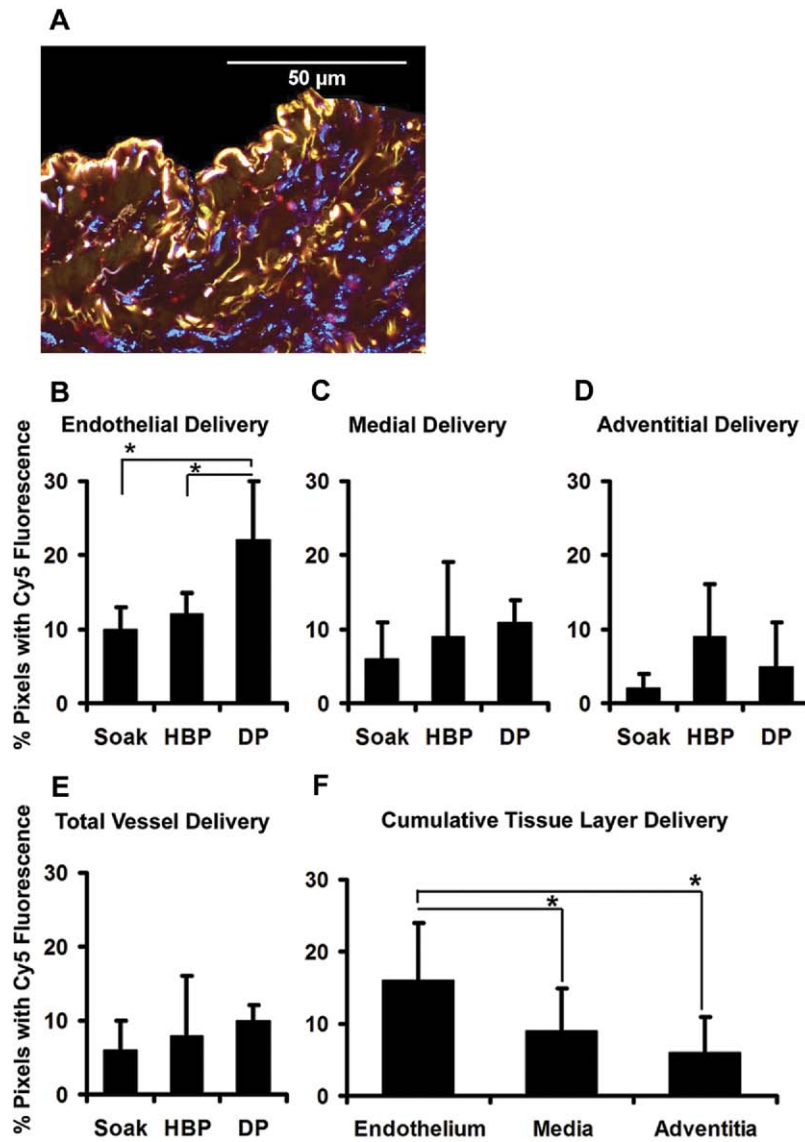 A
50 µm
B
Endothelial Delivery
C
Medial Delivery
D
Adventitial Delivery
% Pixels with Cy5 Fluorescence
30
20
10
0
*
*
Soak HBP DP
30
20
10
0
Soak HBP DP
30
20
10
0
Soak HBP DP
E
Total Vessel Delivery
F
Cumulative Tissue Layer Delivery
% Pixels with Cy5 Fluorescence
30
20
10
0
Soak HBP DP
30
20
10
0
*
*
Endothelium Media Adventitia